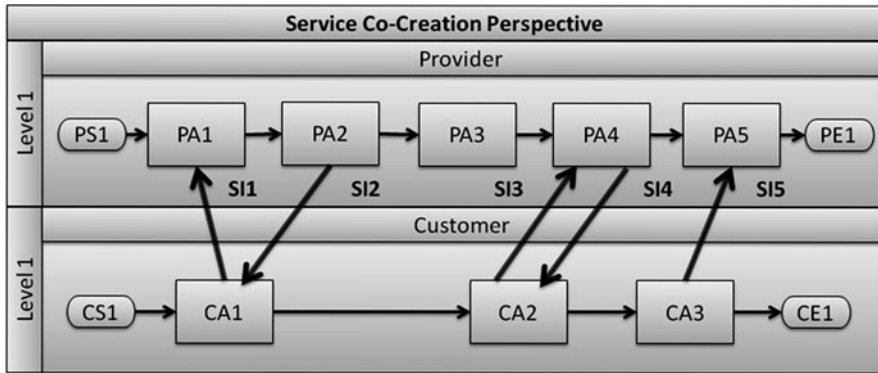 Service Co-Creation Perspective
Provider
Level 1
PS1 PA1 PA2 PA3 PA4 PA5 PE1
SI1 SI2 SI3 SI4 SI5
Customer
Level 1
CS1 CA1 CA2 CA3 CE1